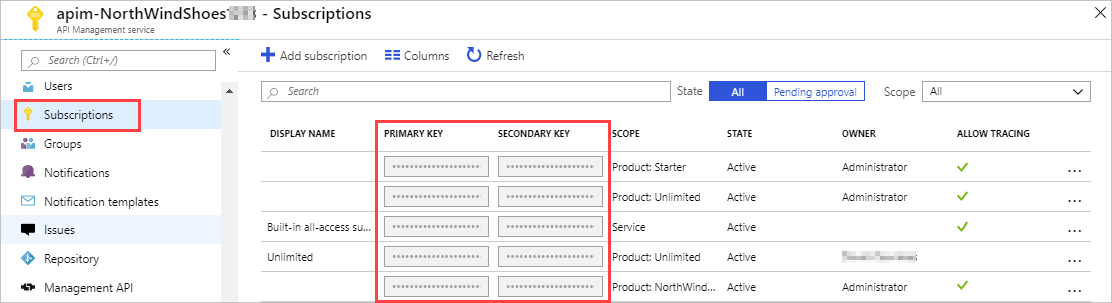 apim-NorthWindShoes - Subscriptions
API Management service
Search (Ctrl+/)
Users
Subscriptions
Groups
Notifications
Notification templates
Issues
Repository
Management API
Add subscription Columns Refresh
Search State All Pending approval Scope All
DISPLAY NAME PRIMARY KEY SECONDARY KEY SCOPE STATE OWNER ALLOW TRACING
Product: Starter Active Administrator
Product: Unlimited Active Administrator
Built-in all-access su... Service Active
Unlimited Product: Unlimited Active
Product: NorthWind... Active Administrator